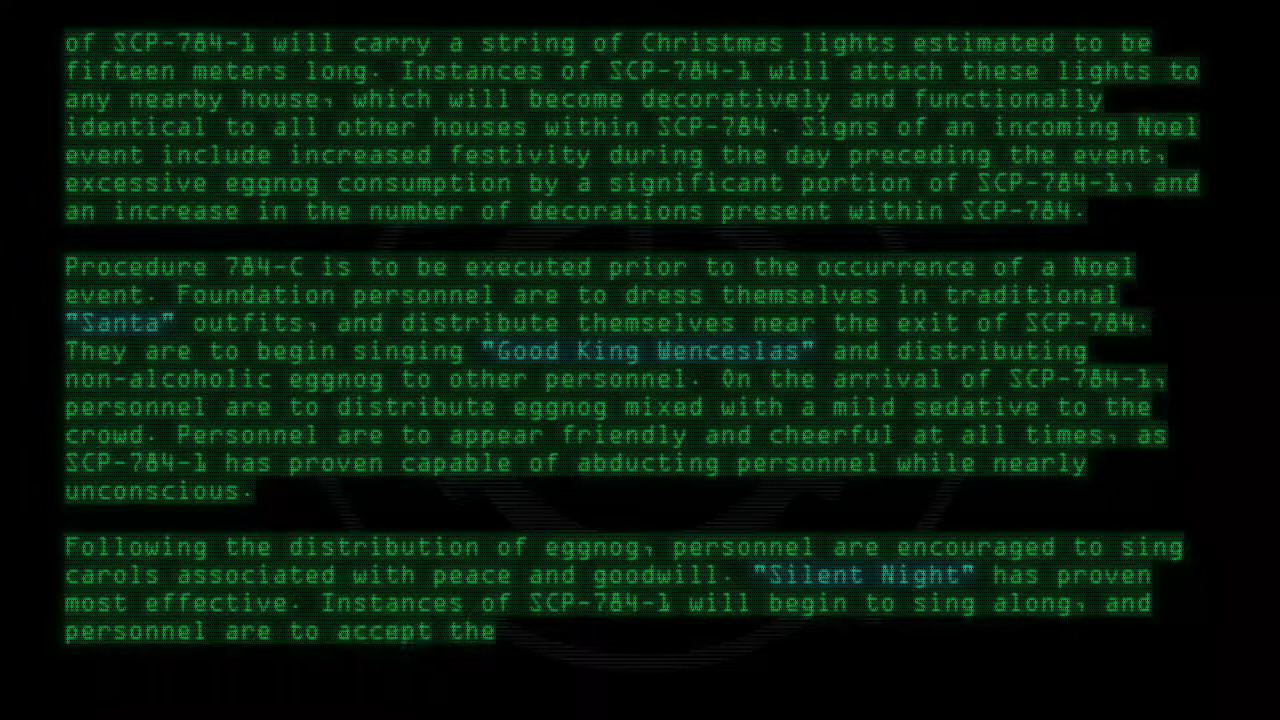 of SCP-784-1 will carry a string of Christmas lights estimated to be
fifteen meters long. Instances of SCP-784-1 will attach these lights to
any nearby house, which will become decoratively and functionally
identical to all other houses within SCP-784. Signs of an incoming Noel
event include increased festivity during the day preceding the event,
excessive eggnog consumption by a significant portion of SCP-784-1, and
an increase in the number of decorations present within SCP-784.
Procedure 784-C is to be executed prior to the occurrence of a Noel
event. Foundation personnel are to dress themselves in traditional
"Santa" outfits, and distribute themselves near the exit of SCP-784.
They are to begin singing "Good King Wenceslas" and distributing
non-alcoholic eggnog to other personnel. On the arrival of SCP-784-1,
personnel are to distribute eggnog mixed with a mild sedative to the
crowd. Personnel are to appear friendly and cheerful at all times, as
SCP-784-1 has proven capable of abducting personnel while nearly
unconscious.
Following the distribution of eggnog, personnel are encouraged to sing
carols associated with peace and goodwill. "Silent Night" has proven
most effective. Instances of SCP-784-1 will begin to sing along, and
personnel are to accept the